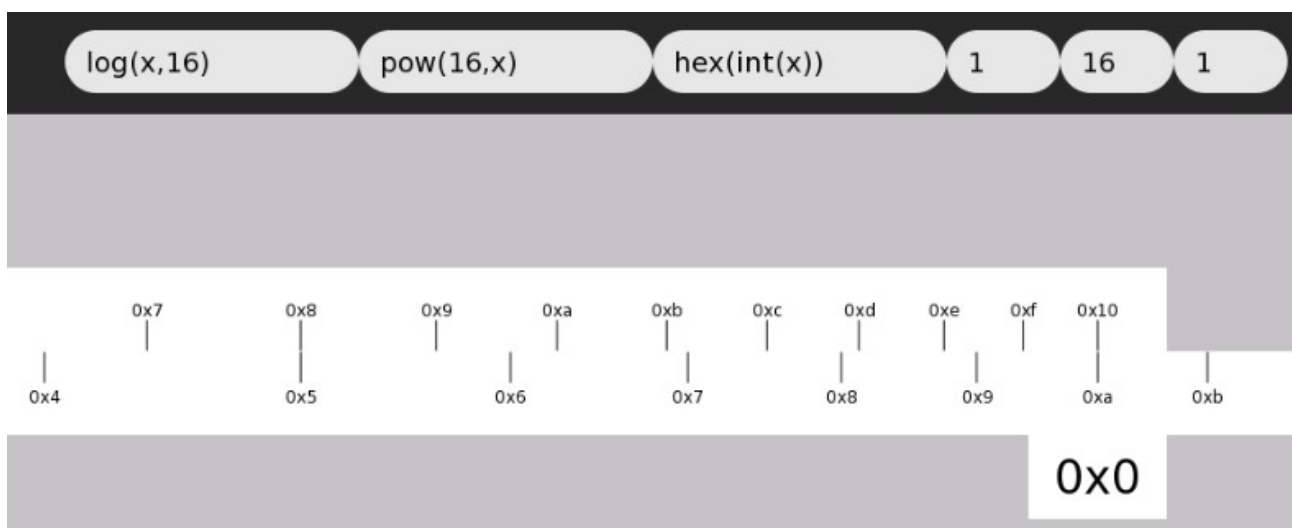 log(x,16) pow(16,x) hex(int(x)) 1 16 1
0x7 0x8 0x9 0xa 0xb 0xc 0xd 0xe 0xf 0x10
0x4 0x5 0x6 0x7 0x8 0x9 0xa 0xb
0x0